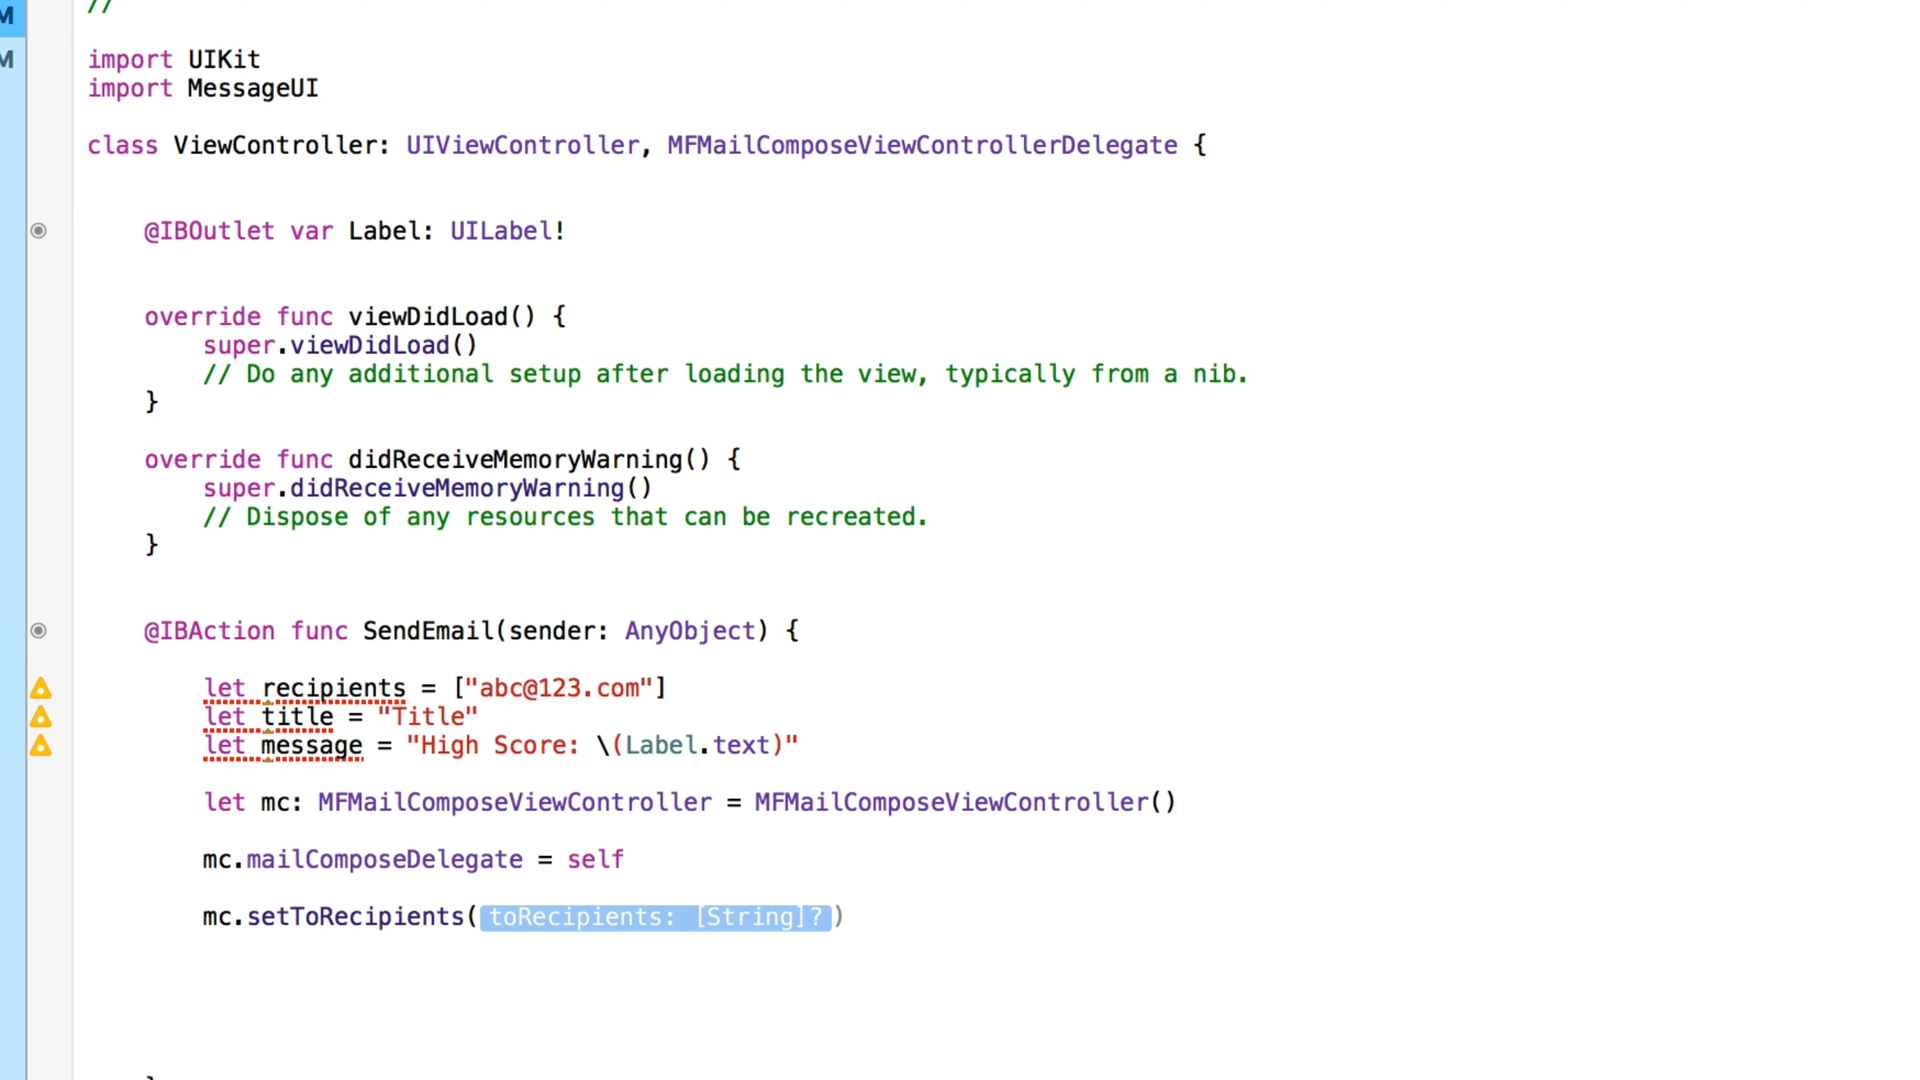 //
M
M
import UIKit
import MessageUI
class ViewController: UIViewController, MFMailComposeViewControllerDelegate {
@IBOutlet var Label: UILabel!
override func viewDidLoad() {
super.viewDidLoad()
// Do any additional setup after loading the view, typically from a nib.
}
override func didReceiveMemoryWarning() {
super.didReceiveMemoryWarning()
// Dispose of any resources that can be recreated.
}
@IBAction func SendEmail(sender: AnyObject) {
let recipients = ["abc@123.com"]
let title = "Title"
let message = "High Score: \(Label.text)"
let mc: MFMailComposeViewController = MFMailComposeViewController()
mc.mailComposeDelegate = self
mc.setToRecipients(toRecipients: [String]?)
}